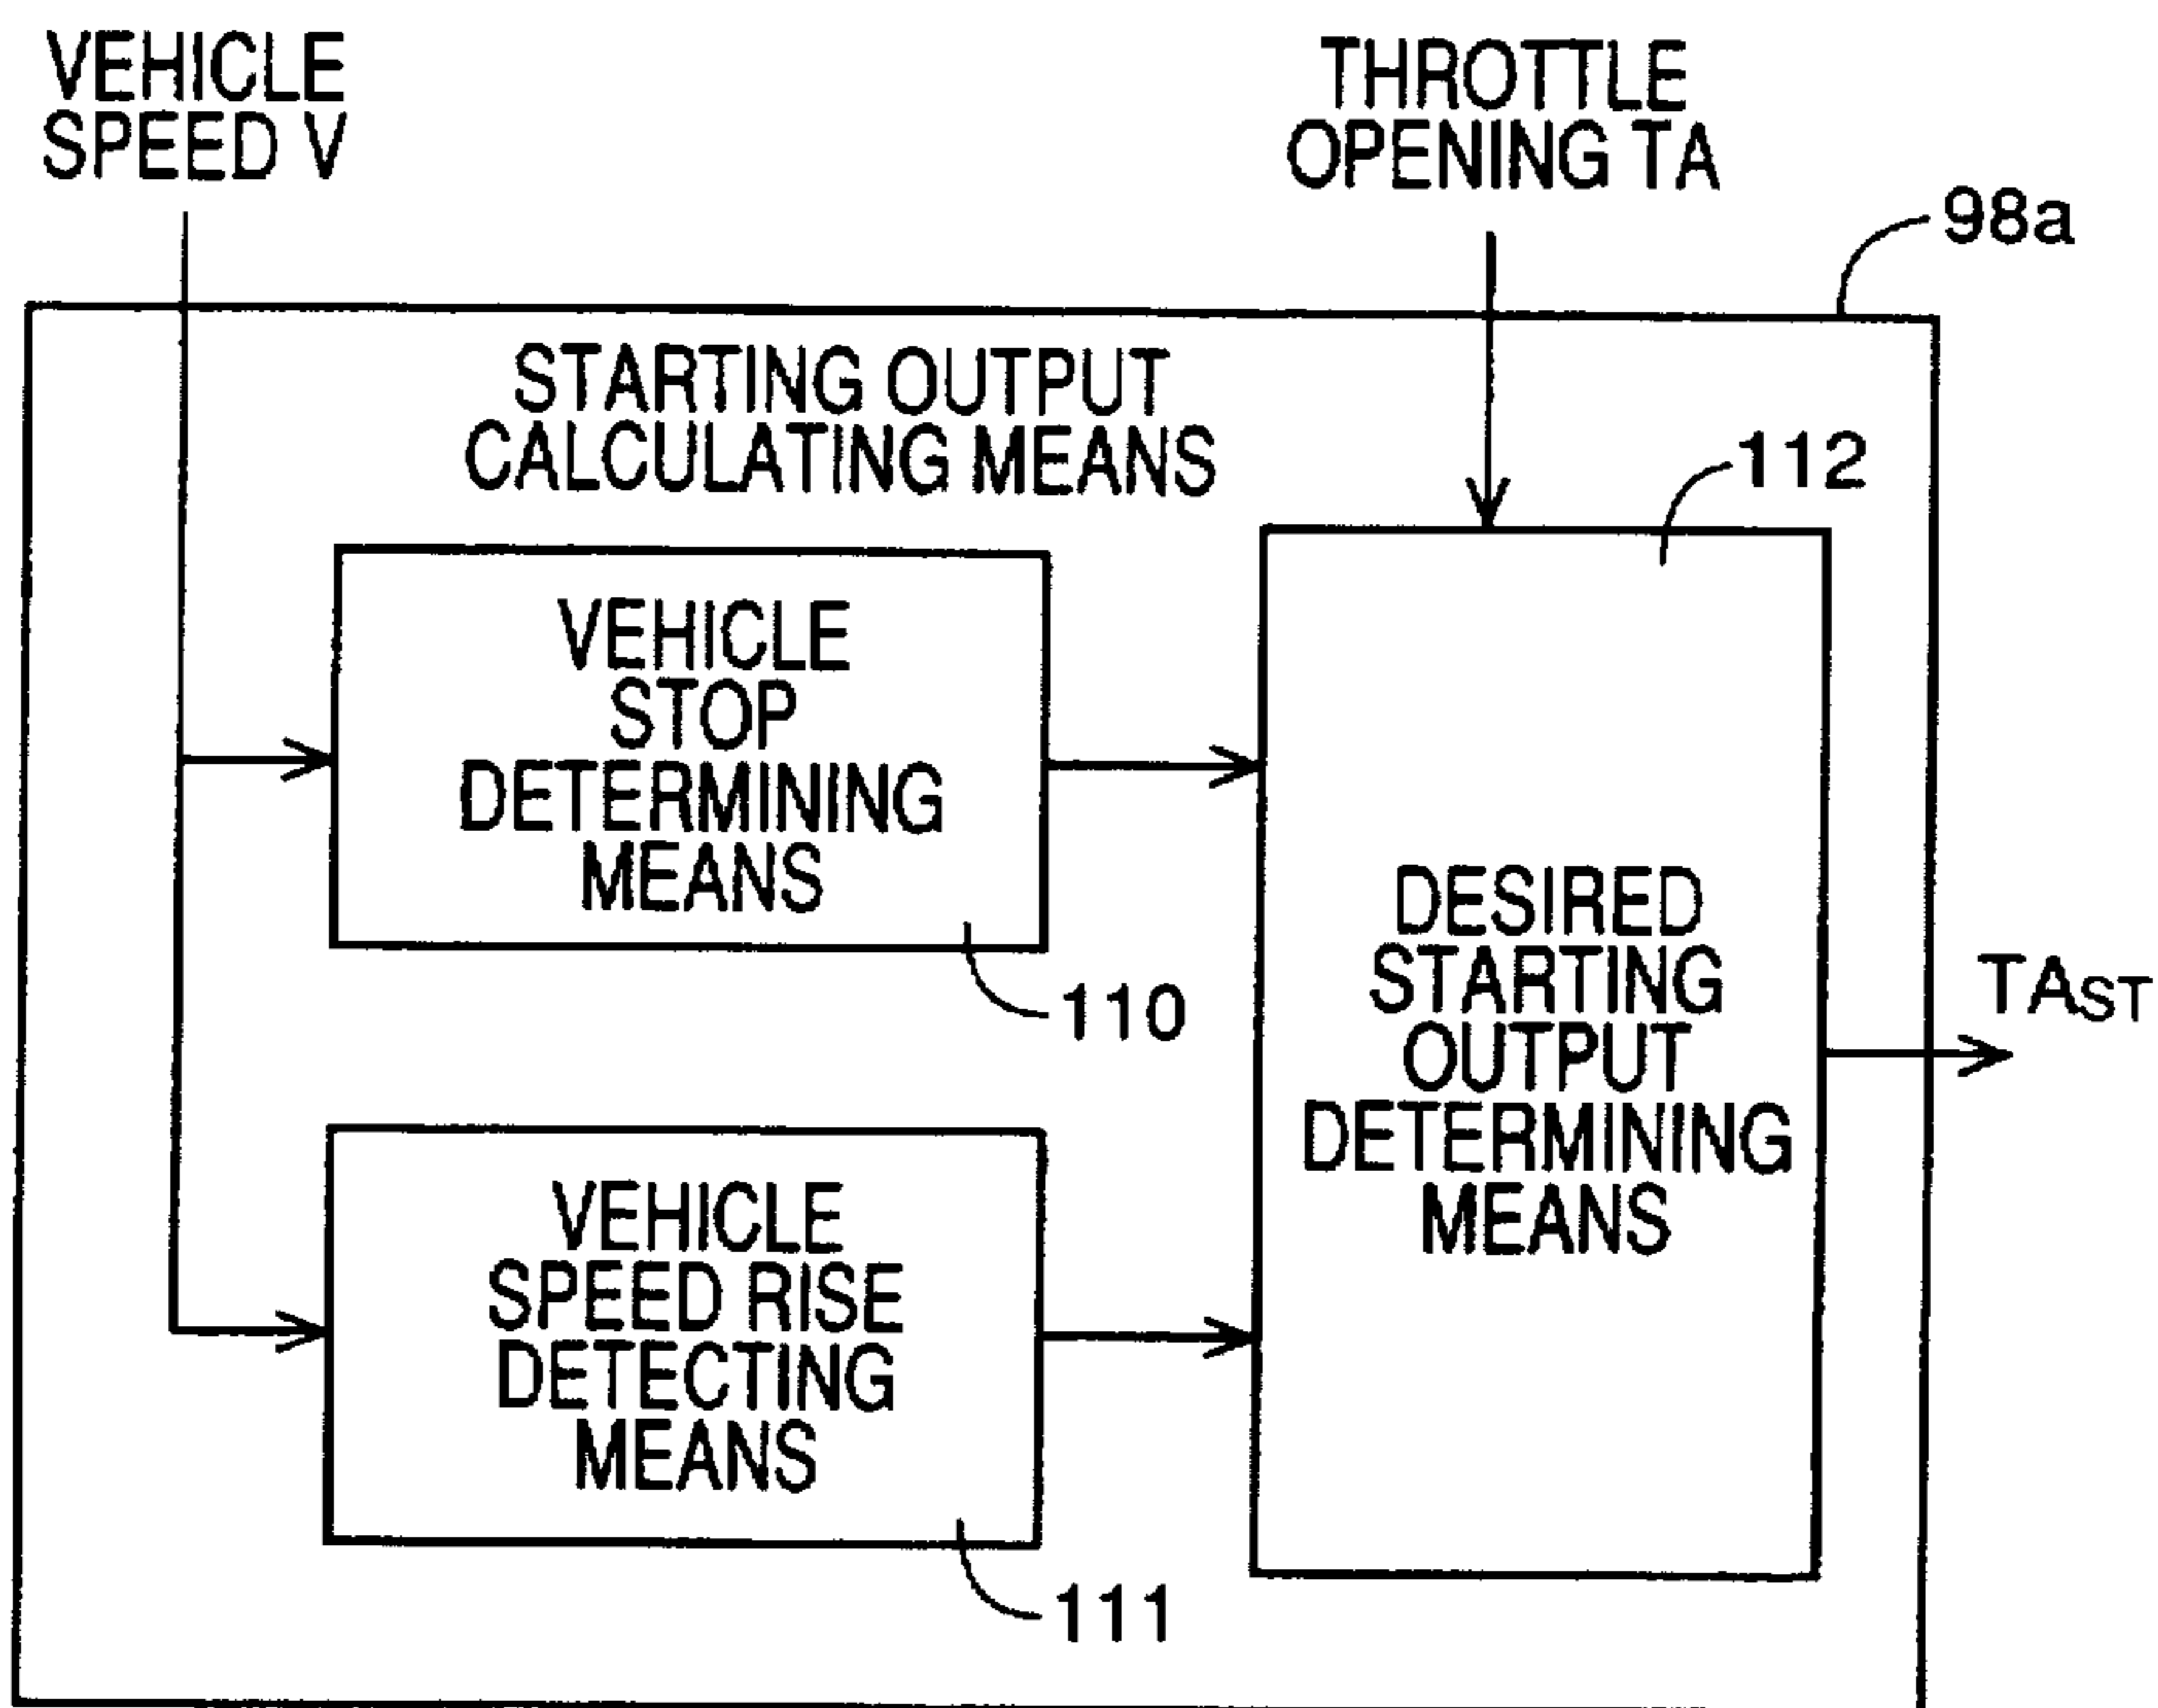 VEHICLE
SPEED V
THROTTLE
OPENING TA
98a
STARTING OUTPUT
CALCULATING MEANS
112
VEHICLE
STOP
DETERMINING
MEANS
110
DESIRED
STARTING
OUTPUT
DETERMINING
MEANS
TAST
VEHICLE
SPEED RISE
DETECTING
MEANS
111